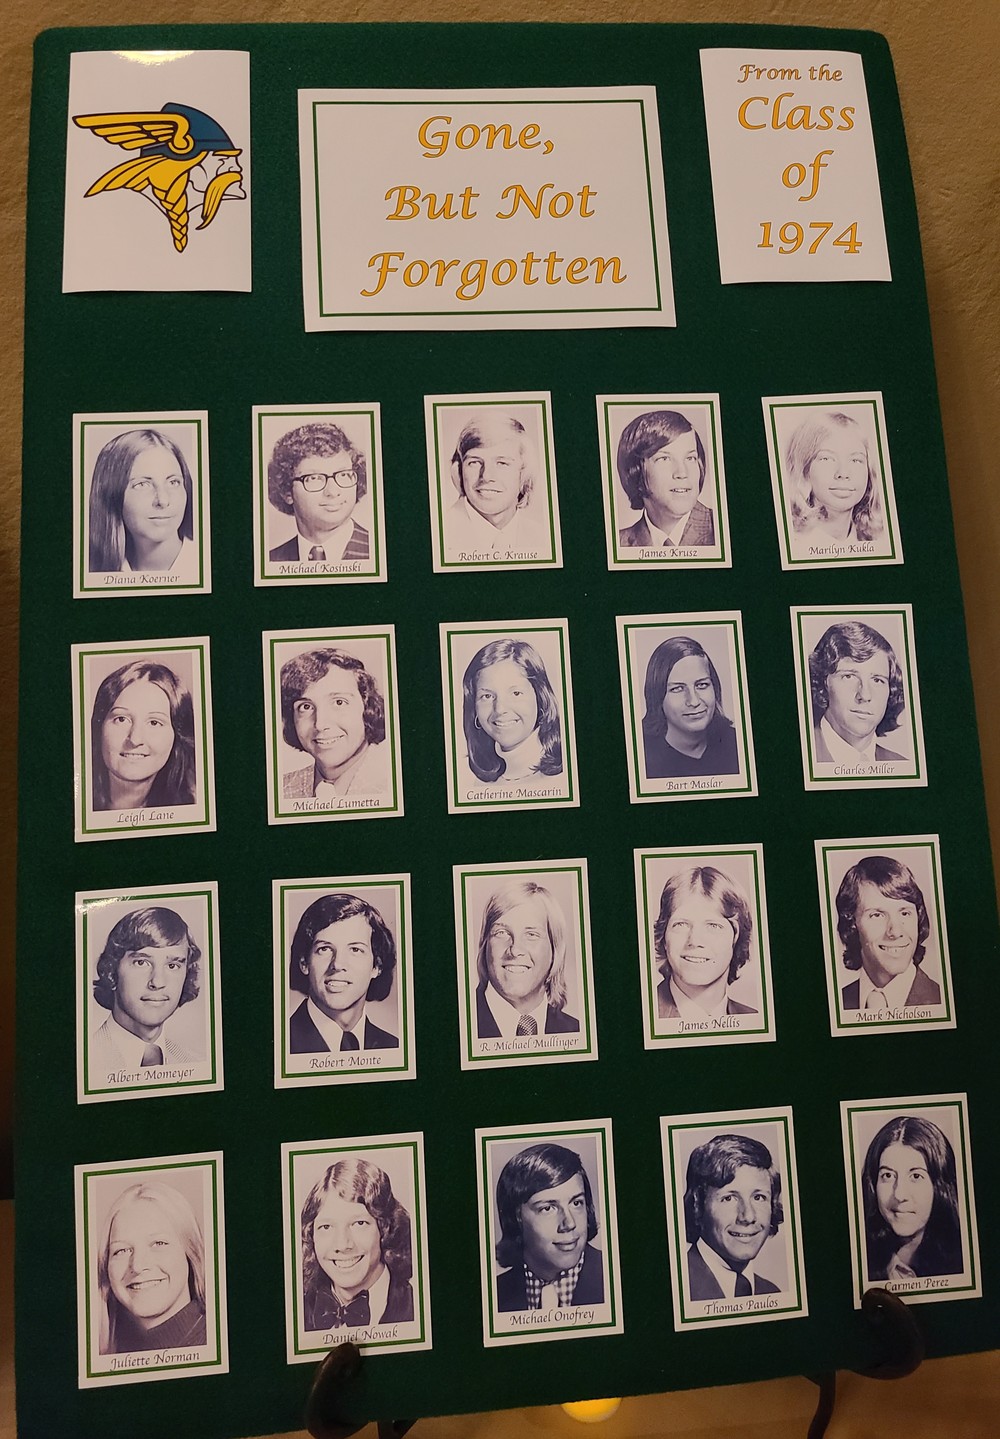 Gone,
But Not
Forgotten
From the
Class
of
1974
Diana Koerner
Michael Kosinski
Robert C. Krause
James Krusz
Marilyn Kukla
Leigh Lane
Michael Lumetta
Catherine Mascarin
Bart Maslar
Charles Miller
Albert Momeyer
Robert Monte
R. Michael Mullinger
James Nellis
Mark Nicholson
Juliette Norman
Daniel Nowak
Michael Onofrey
Thomas Paulos
Carmen Perez